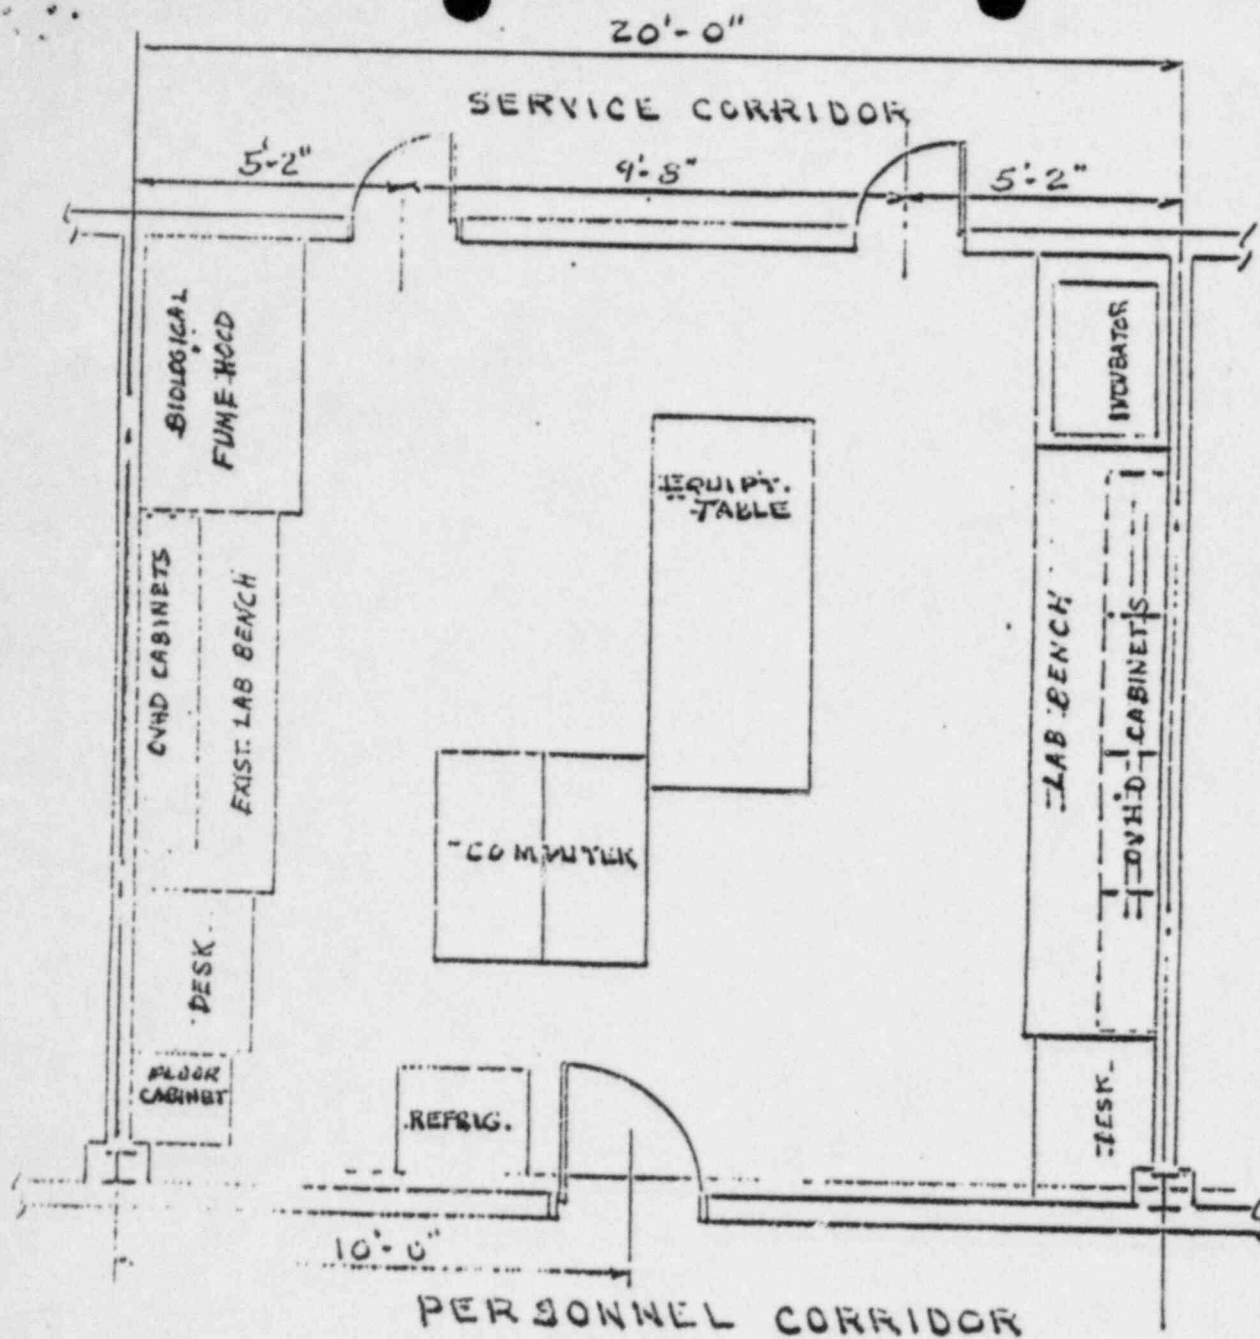 20'-0"
SERVICE CORRIDOR
5'-2"
9'-8"
5'-2"
BIOLOGICAL
FUME HOOD
INCUBATOR
EQUIPT.
TABLE
OVHD CABINETS
EXIST. LAB BENCH
LAB BENCH
OVH'D CABINETS
COMPUTER
DESK
FLOOR
CABINET
REFRIG.
DESK
10'-0"
PERSONNEL CORRIDOR